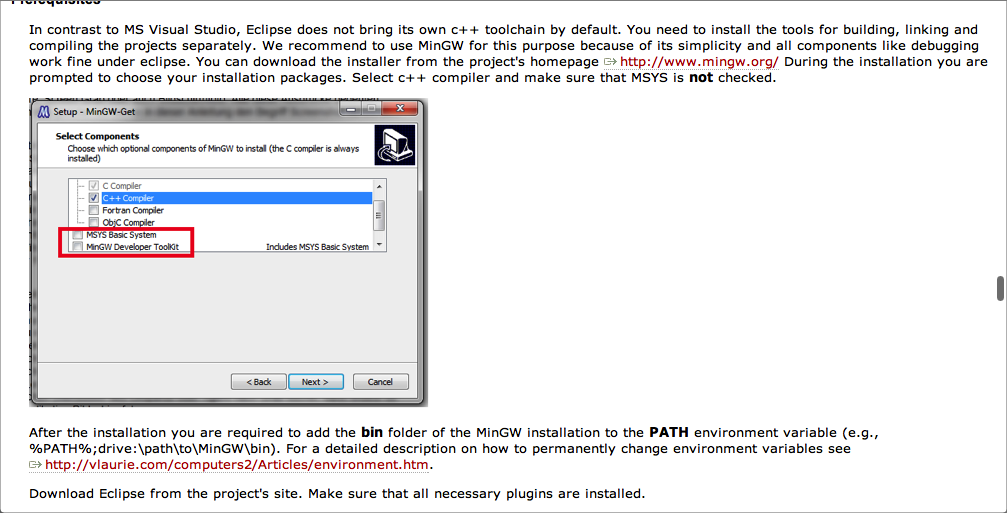 Prerequisites
In contrast to MS Visual Studio, Eclipse does not bring its own c++ toolchain by default. You need to install the tools for building, linking and
compiling the projects separately. We recommend to use MinGW for this purpose because of its simplicity and all components like debugging
work fine under eclipse. You can download the installer from the project's homepage http://www.mingw.org/ During the installation you are
prompted to choose your installation packages. Select c++ compiler and make sure that MSYS is not checked.
Setup - MinGW-Get
Select Components
Choose which optional components of MinGW to install (the C compiler is always
installed)
C Compiler
C++ Compiler
Fortran Compiler
ObjC Compiler
MSYS Basic System
MinGW Developer ToolKit Includes MSYS Basic System
< Back Next > Cancel
After the installation you are required to add the bin folder of the MinGW installation to the PATH environment variable (e.g.,
%PATH%;drive:\path\to\MinGW\bin). For a detailed description on how to permanently change environment variables see
http://vlaurie.com/computers2/Articles/environment.htm.
Download Eclipse from the project's site. Make sure that all necessary plugins are installed.